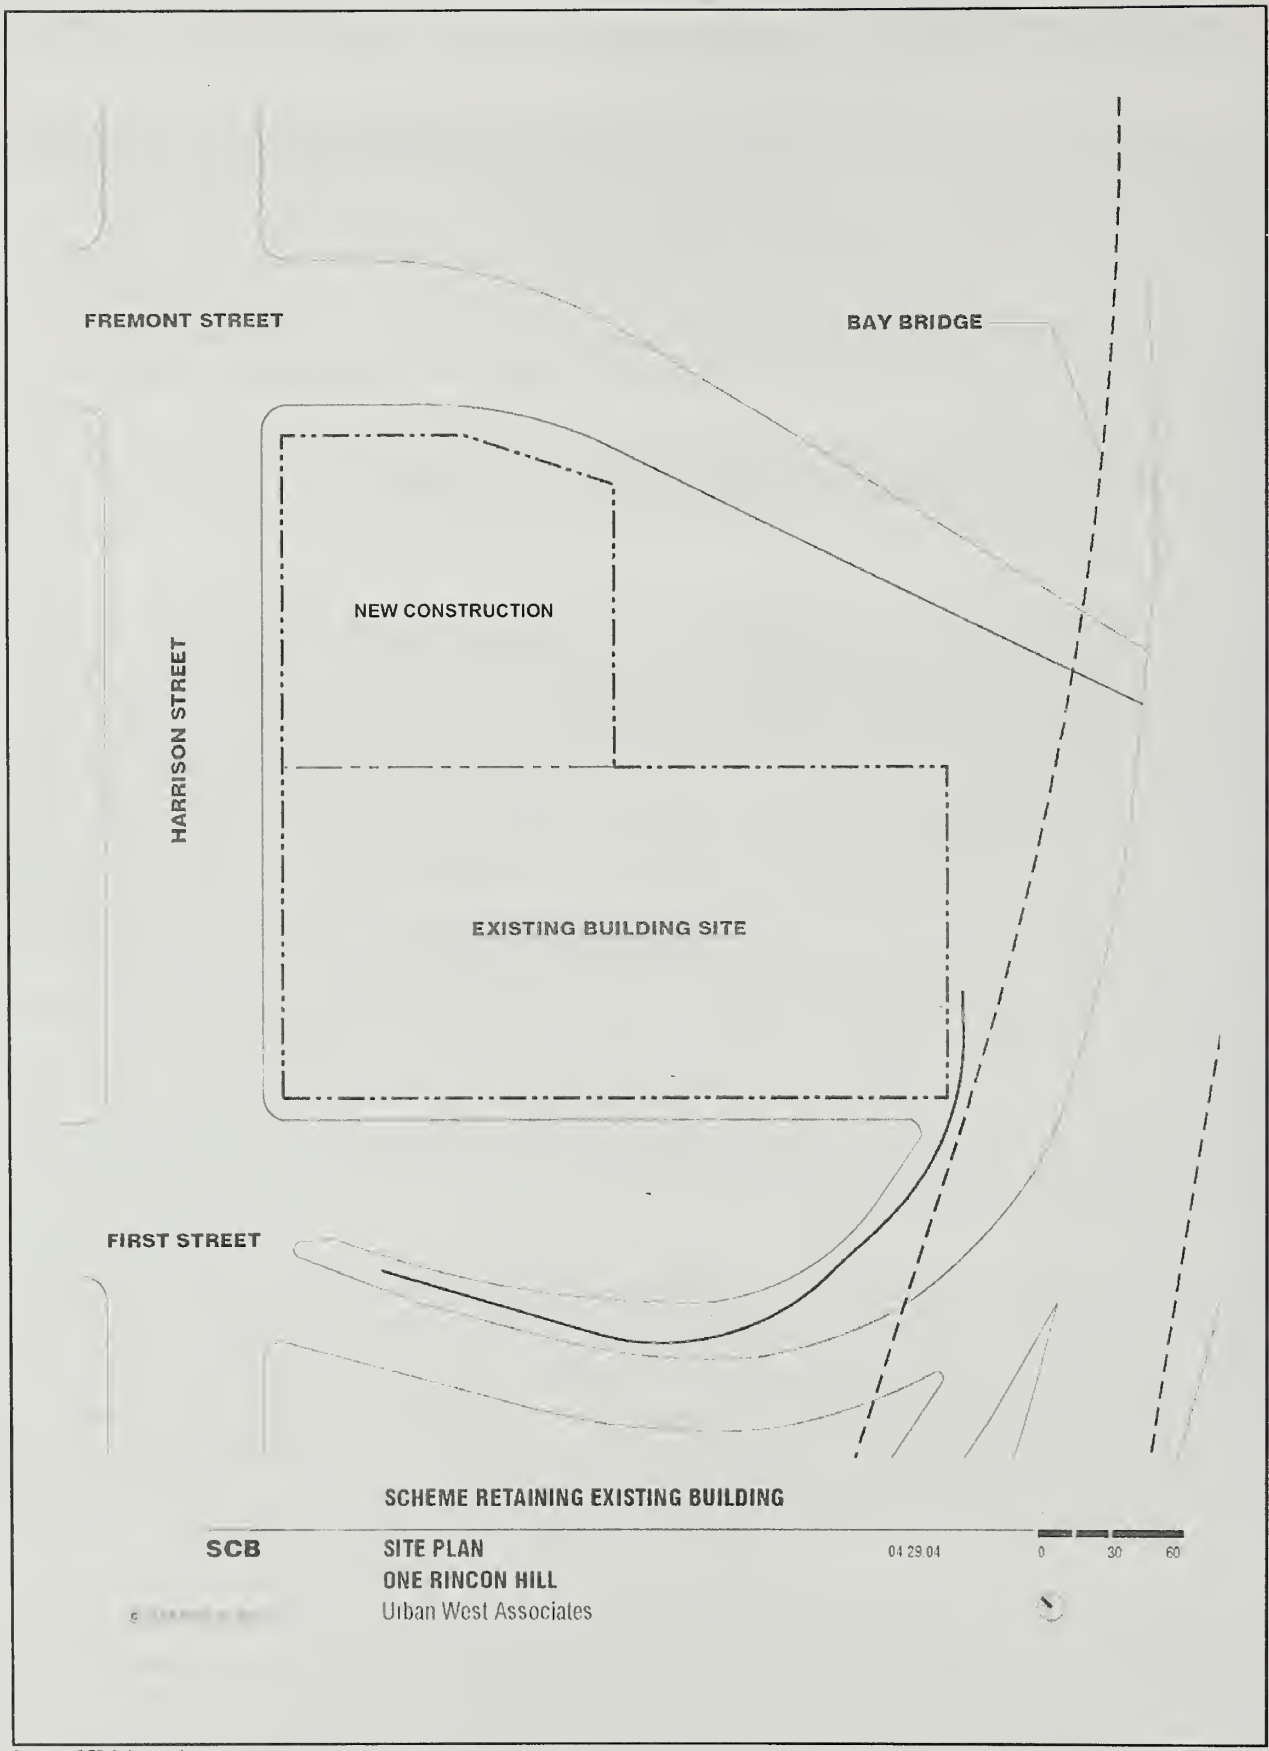 FREMONT STREET
BAY BRIDGE
NEW CONSTRUCTION
HARRISON STREET
EXISTING BUILDING SITE
FIRST STREET
SCHEME RETAINING EXISTING BUILDING
SCB
SITE PLAN
04.29.04
0 30 60
ONE RINCON HILL
Urban West Associates